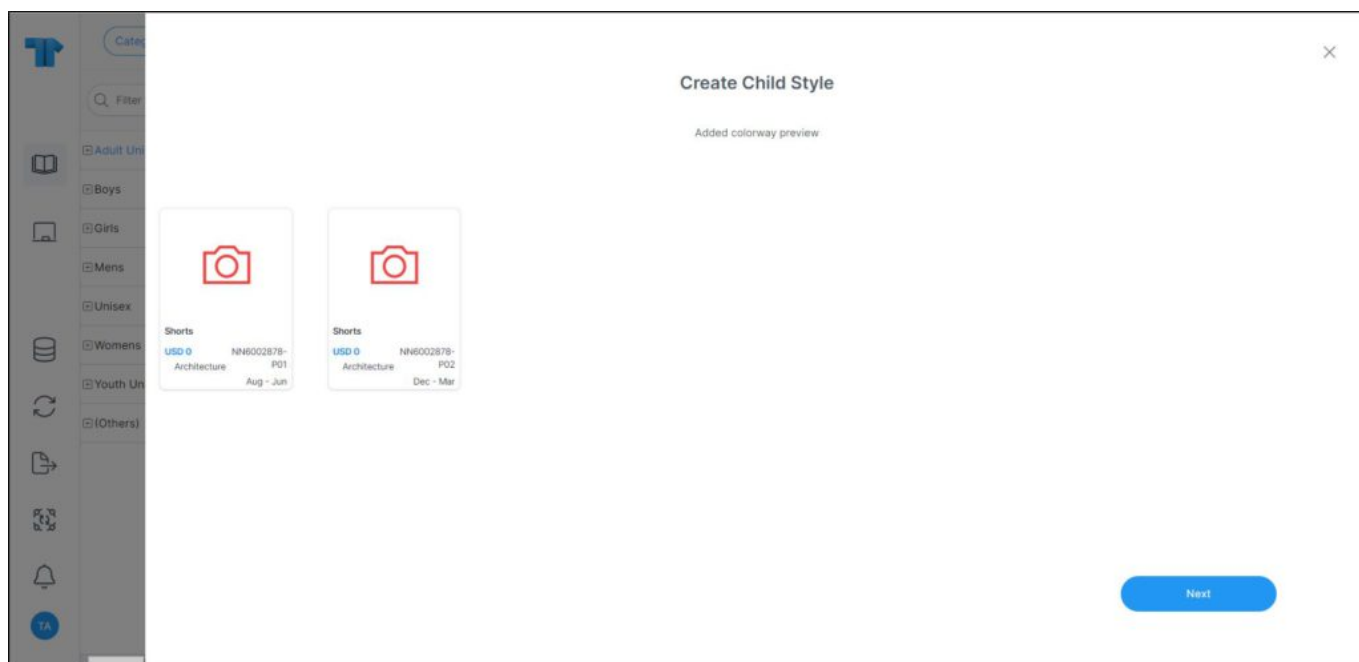 Categ
Filter
Adult Uni
Boys
Girls
Mens
Unisex
Womens
Youth Un
(Others)
TA
Create Child Style
Added colorway preview
Shorts
USD 0 NN6002878-
Architecture P01
Aug - Jun
Shorts
USD 0 NN6002878-
Architecture P02
Dec - Mar
Next